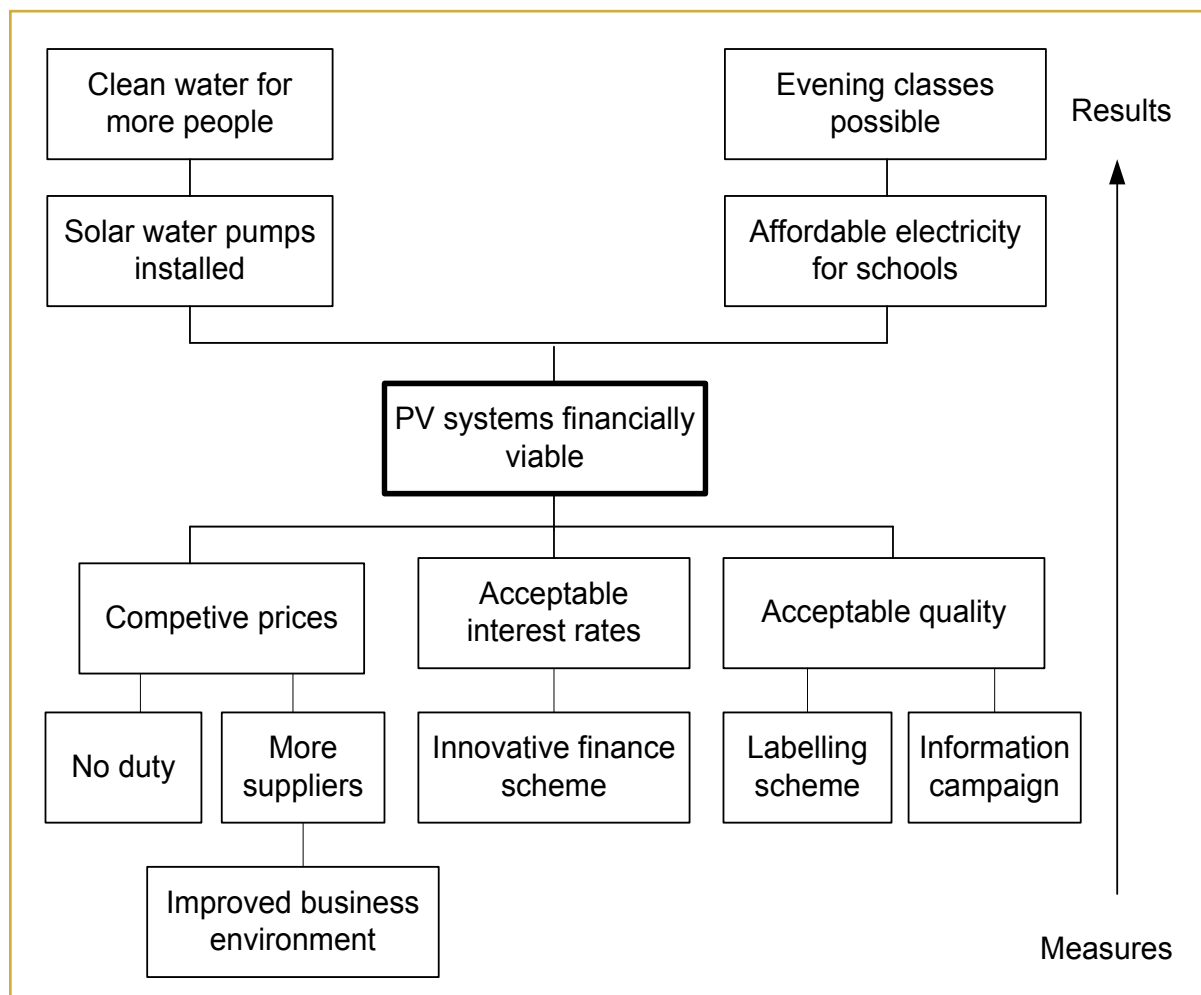 Clean water for
more people
Evening classes
possible
Results
Solar water pumps
installed
Affordable electricity
for schools
PV systems financially
viable
Competive prices
Acceptable
interest rates
Acceptable quality
No duty
More
suppliers
Innovative finance
scheme
Labelling
scheme
Information
campaign
Improved business
environment
Measures